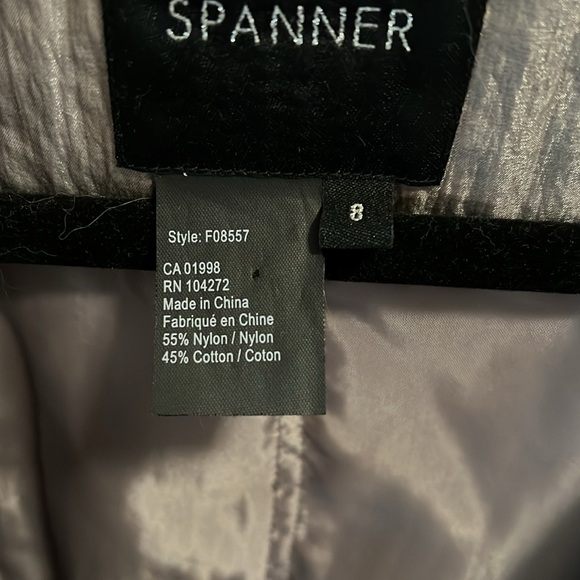 SPANNER
8
Style: F08557
CA 01998
RN 104272
Made in China
Fabriqué en Chine
55% Nylon / Nylon
45% Cotton / Coton